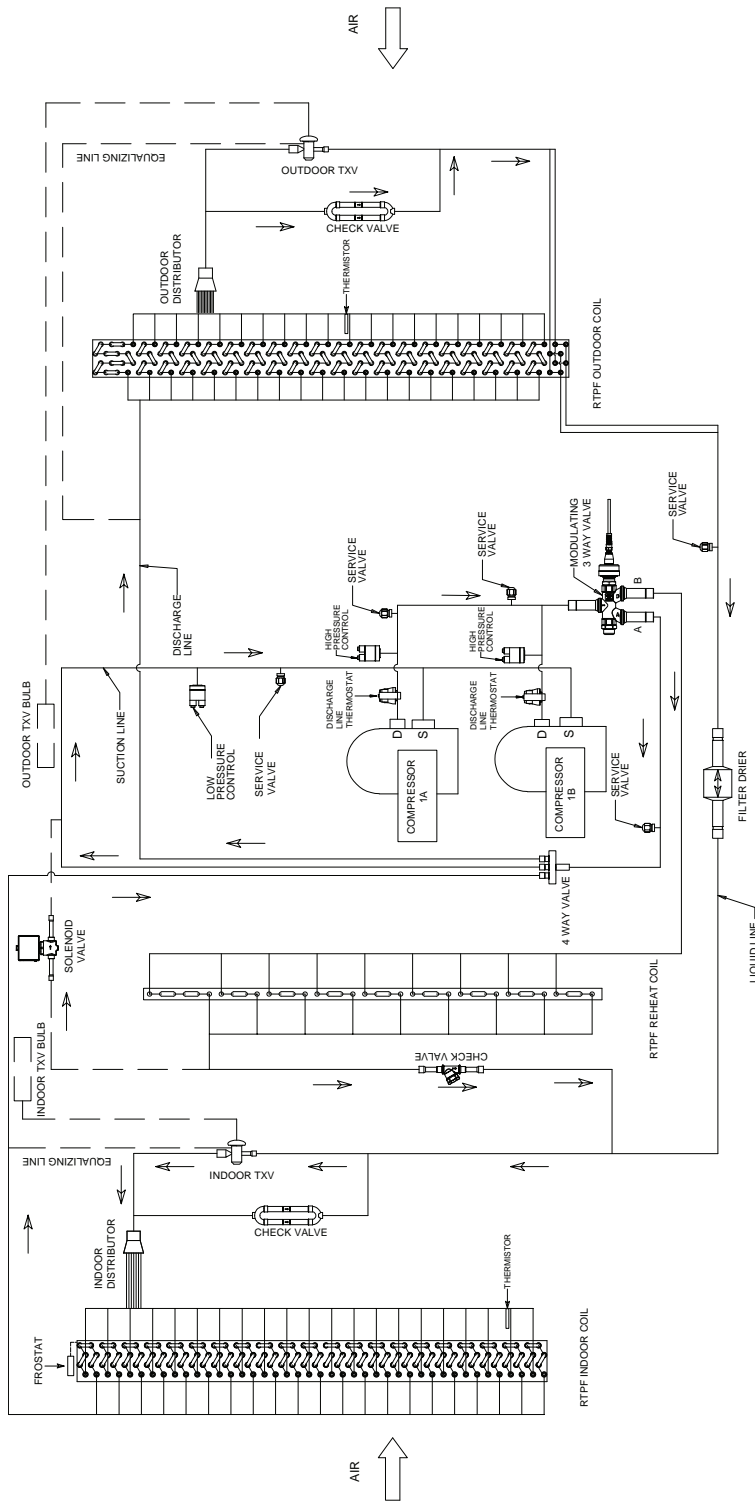 AIR
FROSTAT
RTPF INDOOR COIL
THERMISTOR
INDOOR
DISTRIBUTOR
CHECK VALVE
EQUALIZING LINE
INDOOR TXV
INDOOR TXV BULB
SOLENOID
VALVE
CHECK VALVE
RTPF REHEAT COIL
LIQUID LINE
4 WAY VALVE
SERVICE
VALVE
FILTER DRIER
OUTDOOR TXV BULB
SUCTION LINE
LOW
PRESSURE
CONTROL
SERVICE
VALVE
COMPRESSOR
1A
D
S
DISCHARGE
LINE
THERMOSTAT
HIGH
PRESSURE
CONTROL
SERVICE
VALVE
COMPRESSOR
1B
D
S
DISCHARGE
LINE
THERMOSTAT
HIGH
PRESSURE
CONTROL
SERVICE
VALVE
DISCHARGE
LINE
MODULATING
3 WAY VALVE
A
B
SERVICE
VALVE
RTPF OUTDOOR COIL
THERMISTOR
OUTDOOR
DISTRIBUTOR
CHECK VALVE
EQUALIZING LINE
OUTDOOR TXV
AIR